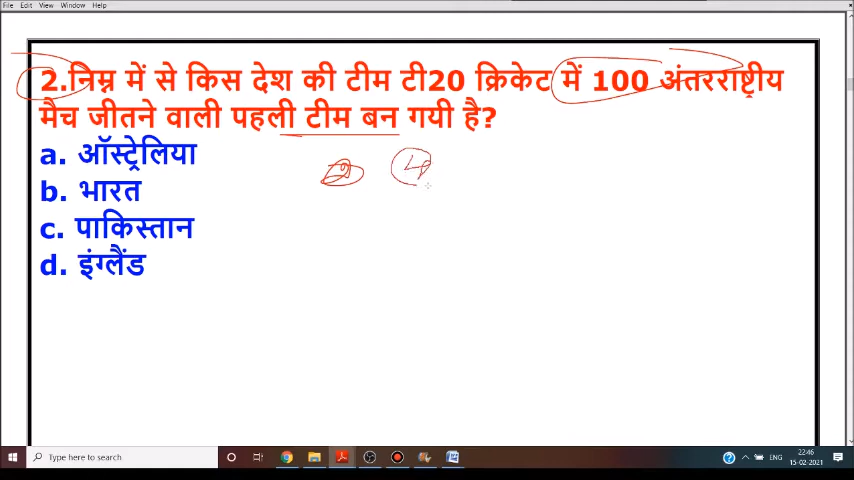 File Edit View Window Help
2.निम्न में से किस देश की टीम टी20 क्रिकेट में 100 अंतरराष्ट्रीय
मैच जीतने वाली पहली टीम बन गयी है?
a. ऑस्ट्रेलिया
b. भारत
c. पाकिस्तान
d. इंग्लैंड
Type here to search
ENG
22:46
15-02-2021